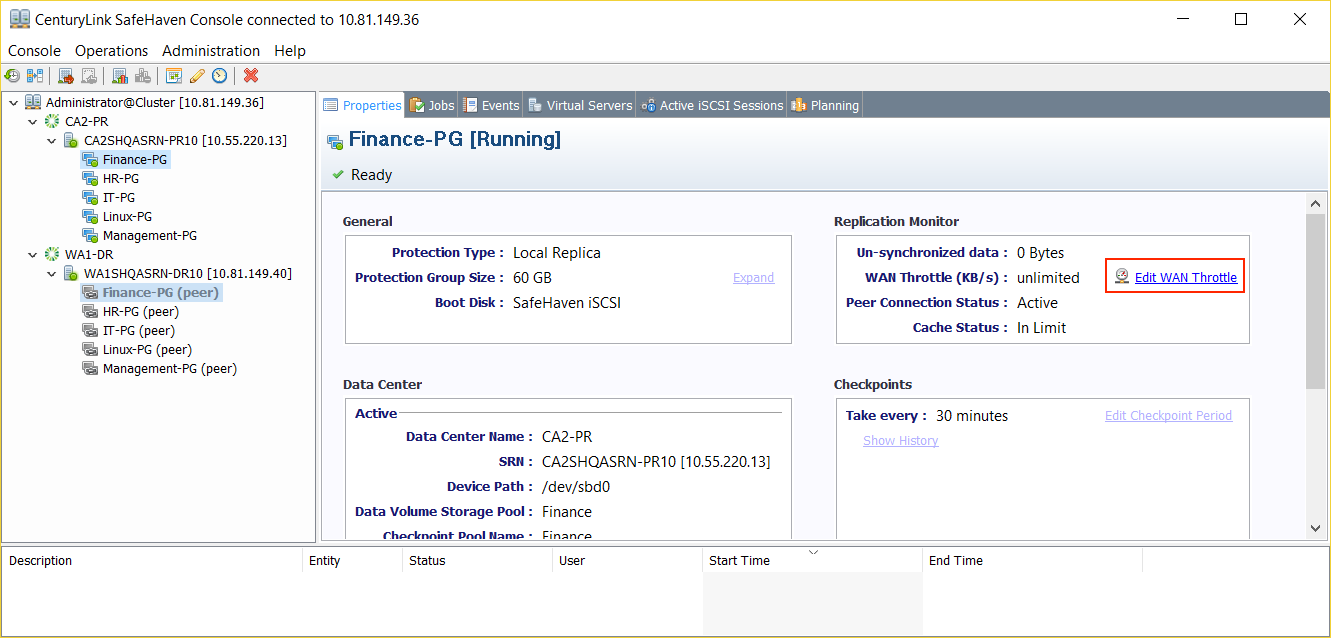 CenturyLink SafeHaven Console connected to 10.81.149.36
Console Operations Administration Help
Administrator@Cluster [10.81.149.36]
CA2-PR
CA2SHQASRN-PR10 [10.55.220.13]
Finance-PG
HR-PG
IT-PG
Linux-PG
Management-PG
WA1-DR
WA1SHQASRN-DR10 [10.81.149.40]
Finance-PG (peer)
HR-PG (peer)
IT-PG (peer)
Linux-PG (peer)
Management-PG (peer)
Properties Jobs Events Virtual Servers Active iSCSI Sessions Planning
Finance-PG [Running]
Ready
General
Protection Type : Local Replica
Protection Group Size : 60 GB Expand
Boot Disk : SafeHaven iSCSI
Replication Monitor
Un-synchronized data : 0 Bytes
WAN Throttle (KB/s) : unlimited Edit WAN Throttle
Peer Connection Status : Active
Cache Status : In Limit
Data Center
Active
Data Center Name : CA2-PR
SRN : CA2SHQASRN-PR10 [10.55.220.13]
Device Path : /dev/sbd0
Data Volume Storage Pool : Finance
Checkpoint Pool Name : Finance
Checkpoints
Take every : 30 minutes Edit Checkpoint Period
Show History
Description Entity Status User Start Time End Time